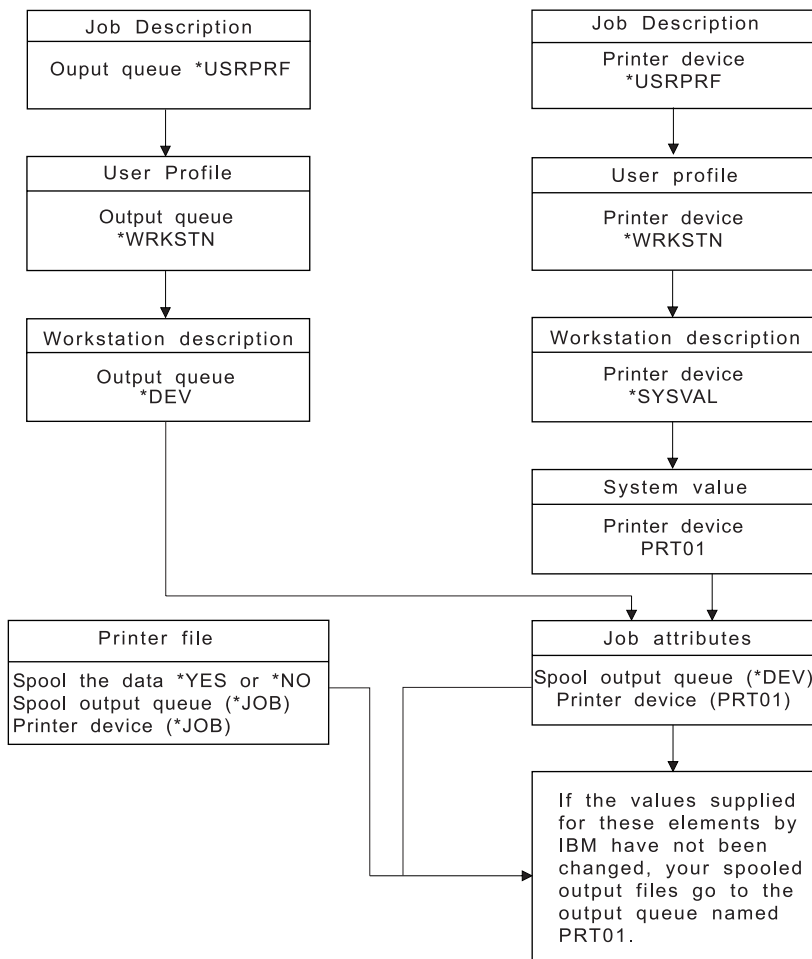 Job Description
Ouput queue *USRPRF
User Profile
Output queue
*WRKSTN
Workstation description
Output queue
*DEV
Job Description
Printer device
*USRPRF
User profile
Printer device
*WRKSTN
Workstation description
Printer device
*SYSVAL
System value
Printer device
PRT01
Printer file
Spool the data *YES or *NO
Spool output queue (*JOB)
Printer device (*JOB)
Job attributes
Spool output queue (*DEV)
Printer device (PRT01)
If the values supplied
for these elements by
IBM have not been
changed, your spooled
output files go to the
output queue named
PRT01.